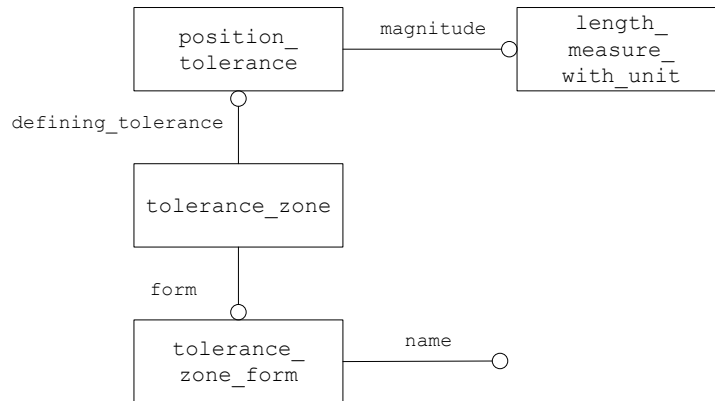 position_
tolerance
magnitude
length_
measure_
with_unit
defining_tolerance
tolerance_zone
form
tolerance_
zone_form
name